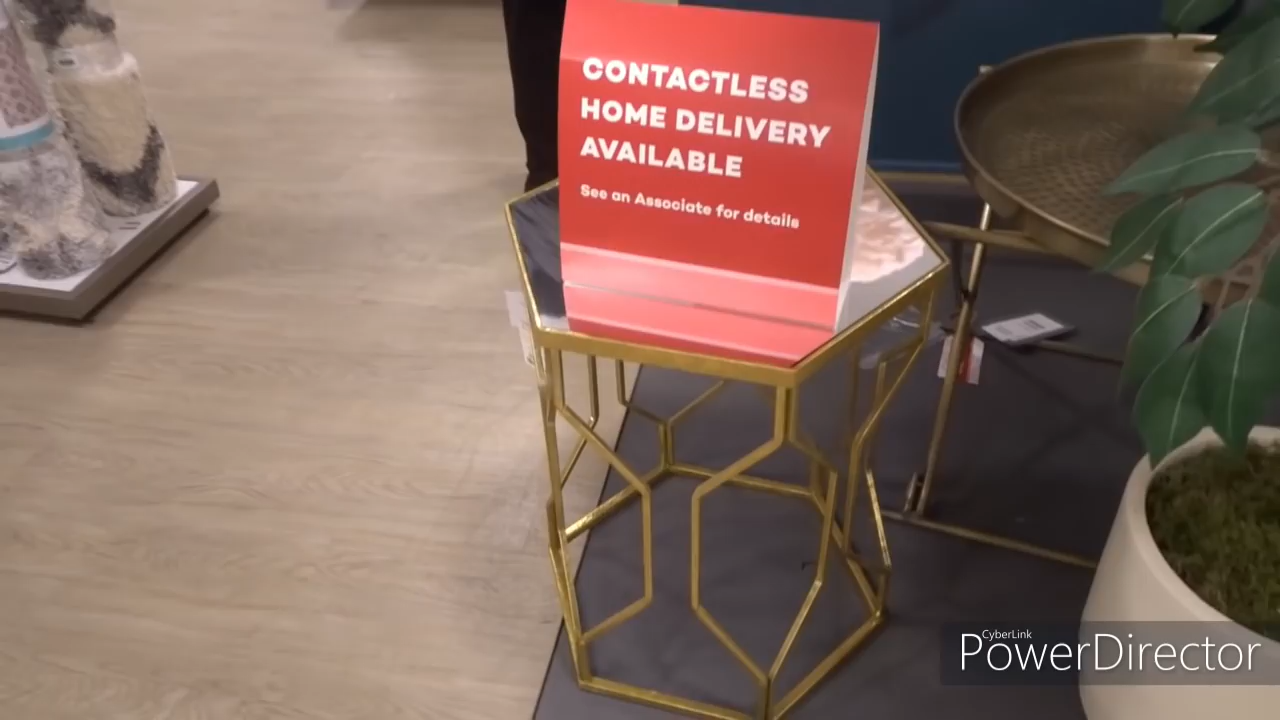 CONTACTLESS
HOME DELIVERY
AVAILABLE
See an Associate for details
CyberLink
PowerDirector